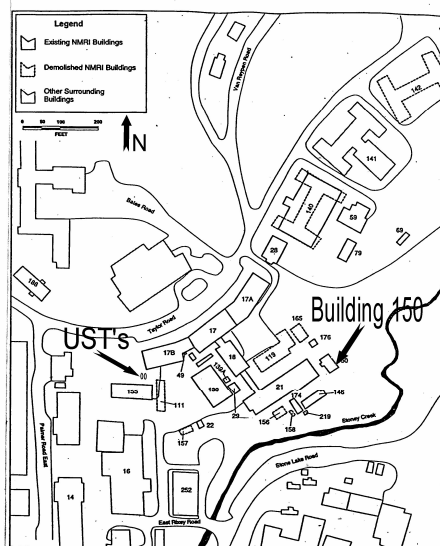 Legend
Existing NMRI Buildings
Demolished NMRI Buildings
Other Surrounding
Buildings
0 50 100 200
FEET
N
Van Reypen Road
142
141
140
59
28
79
69
Bates Road
188
Taylor Road
17A
17
17B
Building 150
165
176
UST's
18
119
139A
49
21
111
29
174
146
219
156
158
157
22
Stoney Creek
Stone Lake Road
Palmer Road East
16
14
252
East Rixey Road